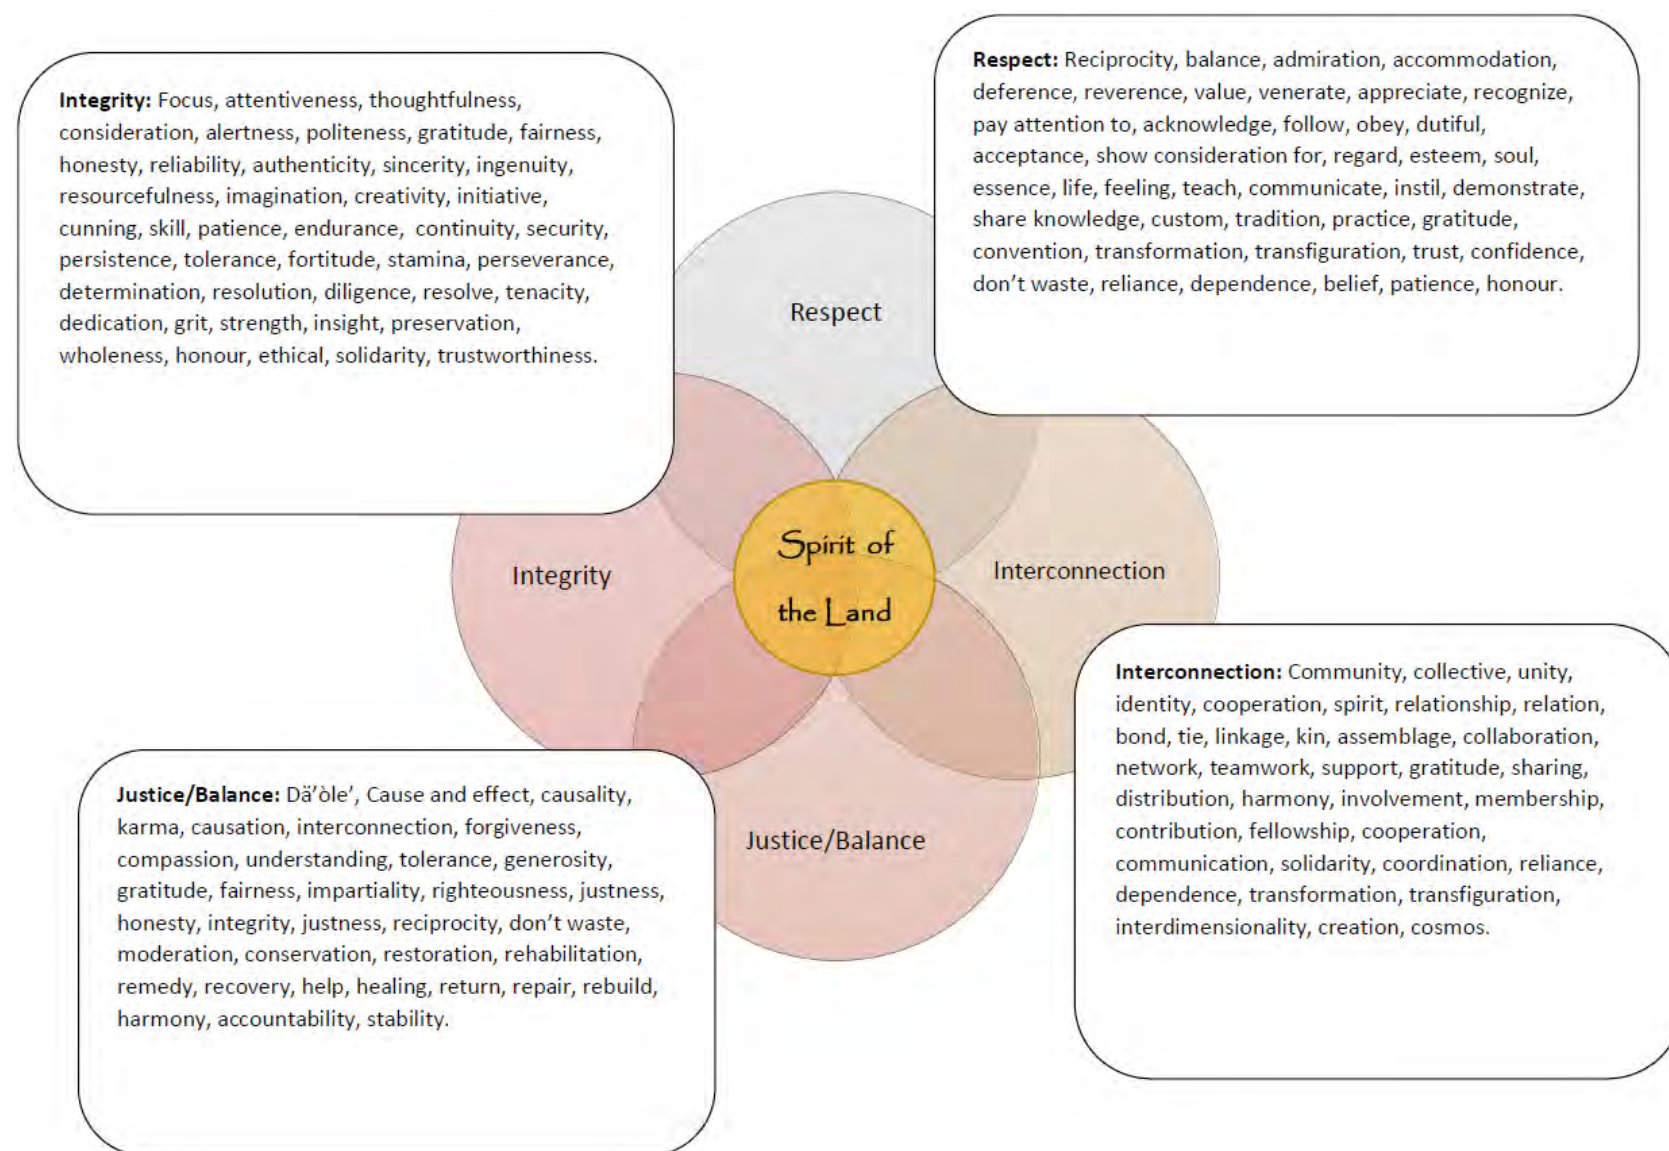 Integrity: Focus, attentiveness, thoughtfulness,
consideration, alertness, politeness, gratitude, fairness,
honesty, reliability, authenticity, sincerity, ingenuity,
resourcefulness, imagination, creativity, initiative,
cunning, skill, patience, endurance, continuity, security,
persistence, tolerance, fortitude, stamina, perseverance,
determination, resolution, diligence, resolve, tenacity,
dedication, grit, strength, insight, preservation,
wholeness, honour, ethical, solidarity, trustworthiness.
Respect: Reciprocity, balance, admiration, accommodation,
deference, reverence, value, venerate, appreciate, recognize,
pay attention to, acknowledge, follow, obey, dutiful,
acceptance, show consideration for, regard, esteem, soul,
essence, life, feeling, teach, communicate, instil, demonstrate,
share knowledge, custom, tradition, practice, gratitude,
convention, transformation, transfiguration, trust, confidence,
don’t waste, reliance, dependence, belief, patience, honour.
Respect
Integrity
Spirit of
the Land
Interconnection
Justice/Balance
Justice/Balance: Dä’òle’, Cause and effect, causality,
karma, causation, interconnection, forgiveness,
compassion, understanding, tolerance, generosity,
gratitude, fairness, impartiality, righteousness, justness,
honesty, integrity, justness, reciprocity, don’t waste,
moderation, conservation, restoration, rehabilitation,
remedy, recovery, help, healing, return, repair, rebuild,
harmony, accountability, stability.
Interconnection: Community, collective, unity,
identity, cooperation, spirit, relationship, relation,
bond, tie, linkage, kin, assemblage, collaboration,
network, teamwork, support, gratitude, sharing,
distribution, harmony, involvement, membership,
contribution, fellowship, cooperation,
communication, solidarity, coordination, reliance,
dependence, transformation, transfiguration,
interdimensionality, creation, cosmos.